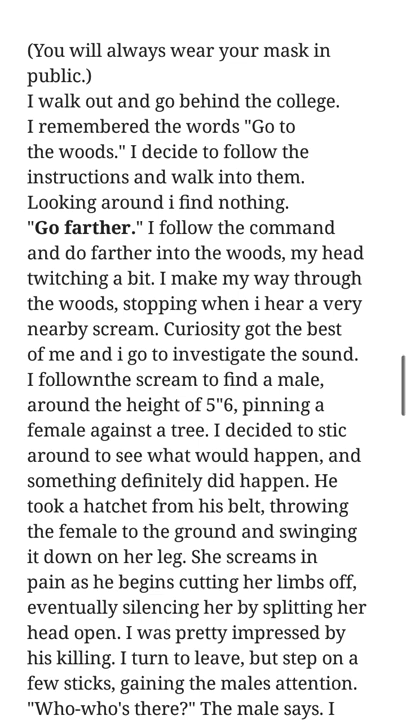 (You will always wear your mask in
public.)
I walk out and go behind the college.
I remembered the words "Go to
the woods." I decide to follow the
instructions and walk into them.
Looking around i find nothing.
"Go farther." I follow the command
and do farther into the woods, my head
twitching a bit. I make my way through
the woods, stopping when i hear a very
nearby scream. Curiosity got the best
of me and i go to investigate the sound.
I follownthe scream to find a male,
around the height of 5"6, pinning a
female against a tree. I decided to stic
around to see what would happen, and
something definitely did happen. He
took a hatchet from his belt, throwing
the female to the ground and swinging
it down on her leg. She screams in
pain as he begins cutting her limbs off,
eventually silencing her by splitting her
head open. I was pretty impressed by
his killing. I turn to leave, but step on a
few sticks, gaining the males attention.
"Who-who's there?" The male says. I